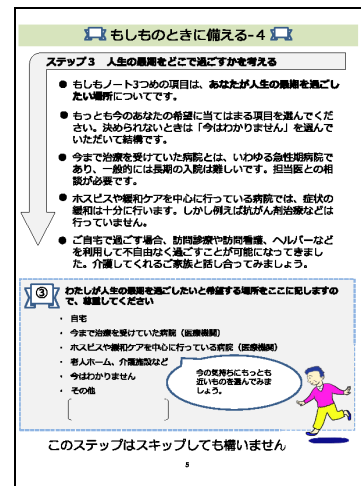 もしものときに備える-4
ステップ3 人生の最期をどこで過ごすかを考える
● もしもノート3つめの項目は、あなたが人生の最期を過ごし
たい場所についてです。
● もっとも今のあなたの希望に当てはまる項目を選んでくだ
さい。決められないときは「今はわかりません」を選んで
いただいて結構です。
● 今まで治療を受けていた病院とは、いわゆる急性期病院で
あり、一般的には長期の入院は難しいです。担当医との相
談が必要です。
● ホスピスや緩和ケアを中心に行っている病院では、症状の
緩和は十分に行います。しかし例えば抗がん剤治療などは
行っていません。
● ご自宅で過ごす場合、訪問診療や訪問看護、ヘルパーなど
を利用して不自由なく過ごすことが可能になってきまし
た。介護してくれるご家族と話し合ってみましょう。
③ わたしが人生の最期を過ごしたいと希望する場所をここに記しますの
で、尊重してください
・ 自宅
・ 今まで治療を受けていた病院(医療機関)
・ ホスピスや緩和ケアを中心に行っている病院(医療機関)
・ 老人ホーム、介護施設など
・ 今はわかりません
・ その他
今の気持ちにもっとも
近いものを選んでみま
しょう。
このステップはスキップしても構いません
5